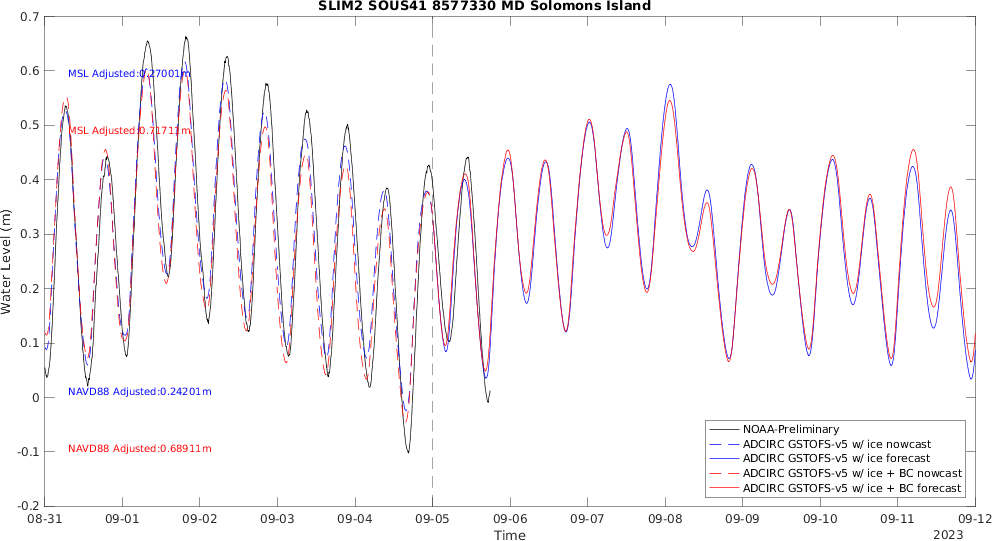 SLIM2 SOUS41 8577330 MD Solomons Island
0.7
0.6
0.5
0.4
0.3
0.2
0.1
0
-0.1
-0.2
Water Level (m)
MSL Adjusted:0.27001m
MSL Adjusted:0.71711m
NAVD88 Adjusted:0.24201m
NAVD88 Adjusted:0.68911m
NOAA-Preliminary
ADCIRC GSTOFS-v5 w/ ice nowcast
ADCIRC GSTOFS-v5 w/ ice forecast
ADCIRC GSTOFS-v5 w/ ice + BC nowcast
ADCIRC GSTOFS-v5 w/ ice + BC forecast
08-31 09-01 09-02 09-03 09-04 09-05 09-06 09-07 09-08 09-09 09-10 09-11 09-12
Time
2023